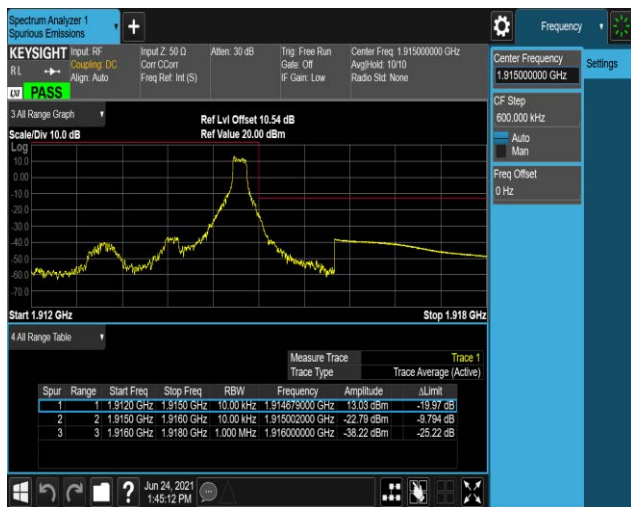 Spectrum Analyzer 1
Spurious Emissions
Frequency
KEYSIGHT
Input: RF
Input Z: 50 Ω
Atten: 30 dB
Trig: Free Run
Center Freq: 1.915000000 GHz
RL
Coupling: DC
Corr CCorr
Gate: Off
Avg|Hold: 10/10
Align: Auto
Freq Ref: Int (S)
IF Gain: Low
Radio Std: None
LXI
PASS
3 All Range Graph
Ref Lvl Offset 10.54 dB
Scale/Div 10.0 dB
Ref Value 20.00 dBm
Log
10.0
0.00
-10.0
-20.0
-30.0
-40.0
-50.0
-60.0
-70.0
Start 1.912 GHz
Stop 1.918 GHz
4 All Range Table
Measure Trace Trace 1
Trace Type Trace Average (Active)
Spur Range Start Freq Stop Freq RBW Frequency Amplitude ΔLimit
1 1 1.9120 GHz 1.9150 GHz 10.00 kHz 1.914679000 GHz 13.03 dBm -19.97 dB
2 2 1.9150 GHz 1.9160 GHz 10.00 kHz 1.915002000 GHz -22.79 dBm -9.794 dB
3 3 1.9160 GHz 1.9180 GHz 1.000 MHz 1.916000000 GHz -38.22 dBm -25.22 dB
Center Frequency
1.915000000 GHz
Settings
CF Step
600.000 kHz
Auto
Man
Freq Offset
0 Hz
?
Jun 24, 2021
1:45:12 PM